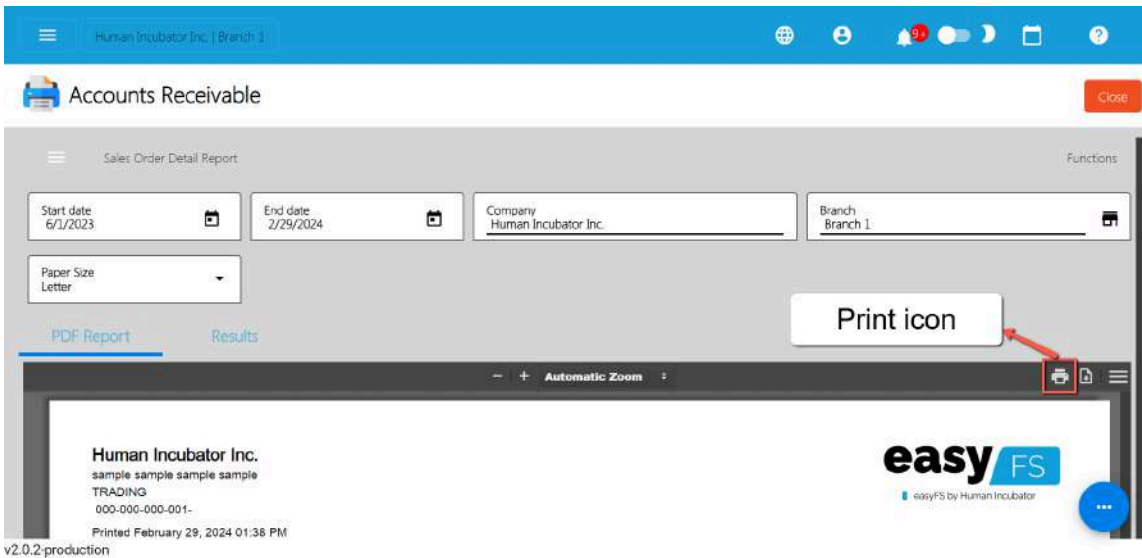 Human Incubator Inc. | Branch 1
9+
Accounts Receivable
Close
Sales Order Detail Report
Functions
Start date
6/1/2023
End date
2/29/2024
Company
Human Incubator Inc.
Branch
Branch 1
Paper Size
Letter
Print icon
PDF Report
Results
− + Automatic Zoom
Human Incubator Inc.
sample sample sample sample
TRADING
000-000-000-001-
Printed February 29, 2024 01:38 PM
easyFS
easyFS by Human Incubator
v2.0.2-production